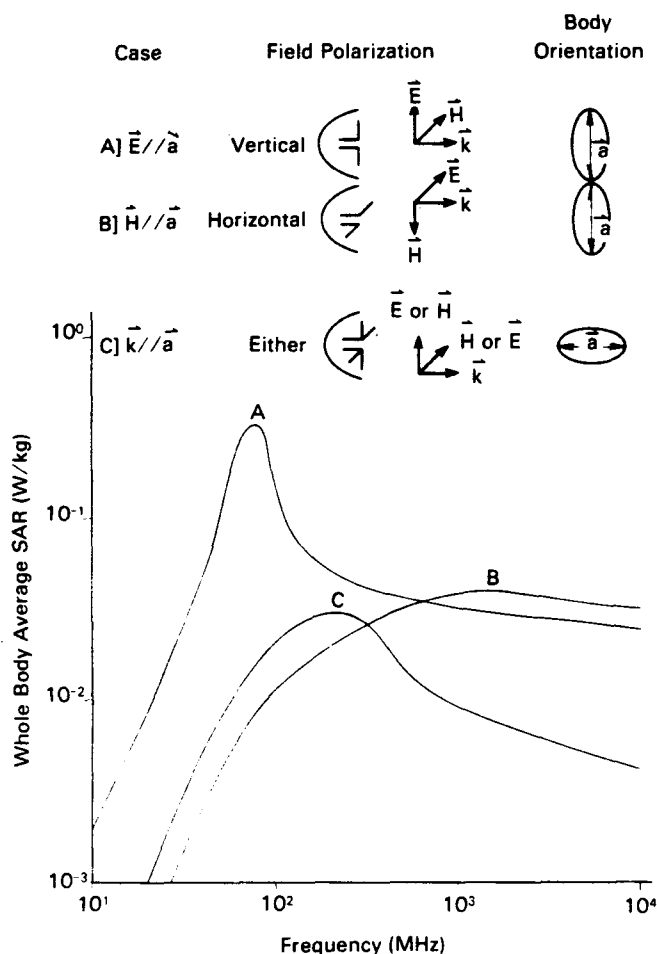 Case Field Polarization Body Orientation
A] E⃗//a⃗ Vertical E⃗ H⃗ k⃗ a⃗
B] H⃗//a⃗ Horizontal E⃗ k⃗ H⃗ a⃗
C] k⃗//a⃗ Either E⃗ or H⃗ H⃗ or E⃗ k⃗ a⃗
Whole Body Average SAR (W/kg)
10⁰
10⁻¹
10⁻²
10⁻³
A
B
C
10¹ 10² 10³ 10⁴
Frequency (MHz)